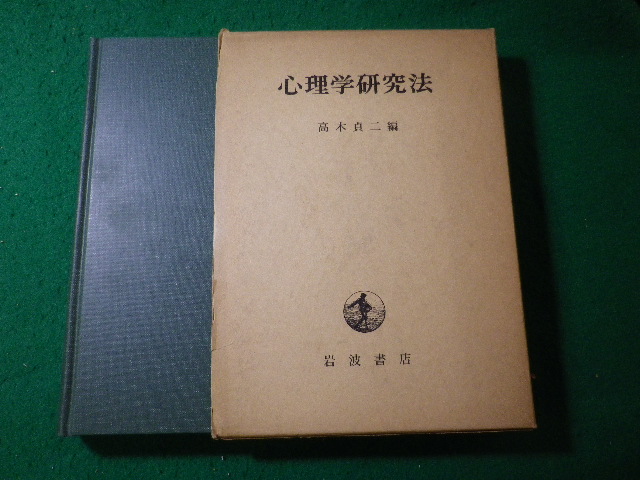 心理学研究法
高木貞二編
岩波書店